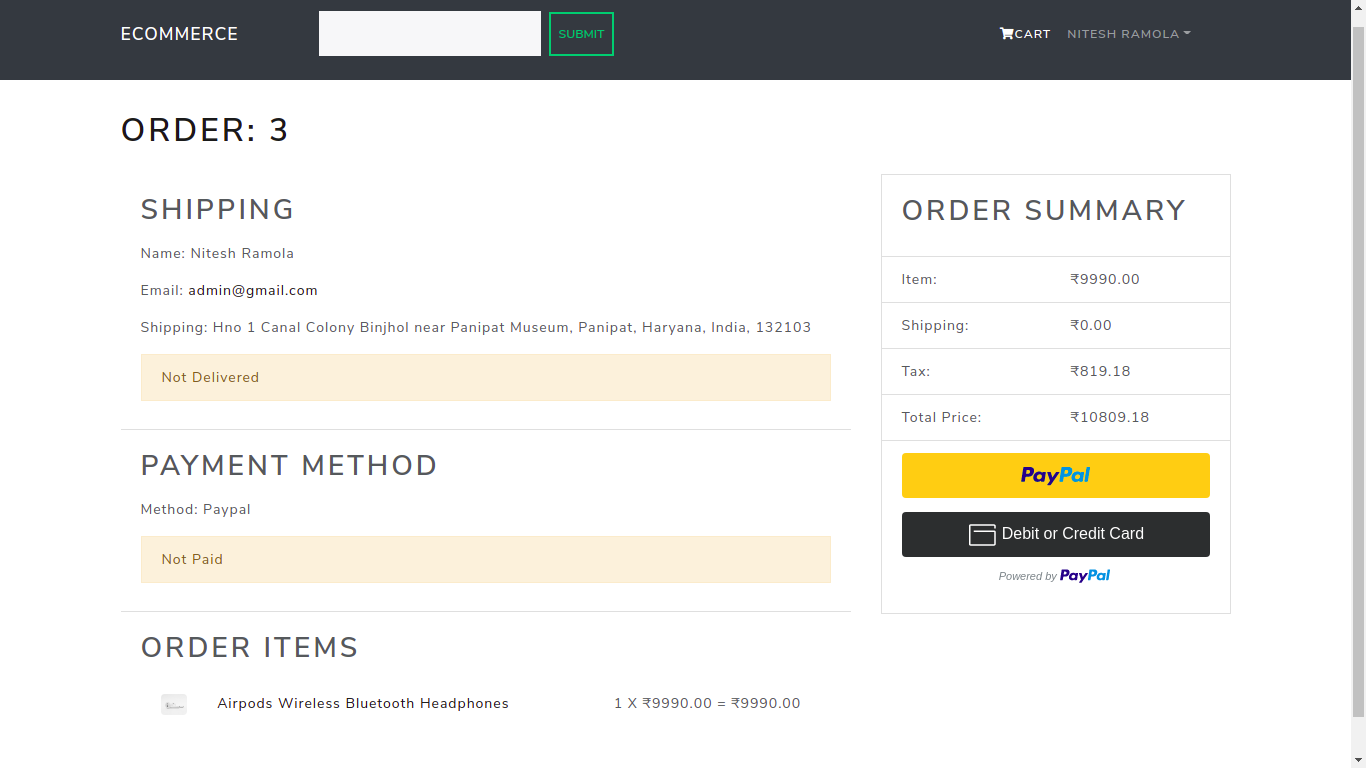 ECOMMERCE
SUBMIT
CART
NITESH RAMOLA
ORDER: 3
SHIPPING
Name: Nitesh Ramola
Email: admin@gmail.com
Shipping: Hno 1 Canal Colony Binjhol near Panipat Museum, Panipat, Haryana, India, 132103
Not Delivered
PAYMENT METHOD
Method: Paypal
Not Paid
ORDER ITEMS
Airpods Wireless Bluetooth Headphones 1 X ₹9990.00 = ₹9990.00
ORDER SUMMARY
Item: ₹9990.00
Shipping: ₹0.00
Tax: ₹819.18
Total Price: ₹10809.18
PayPal
Debit or Credit Card
Powered by PayPal